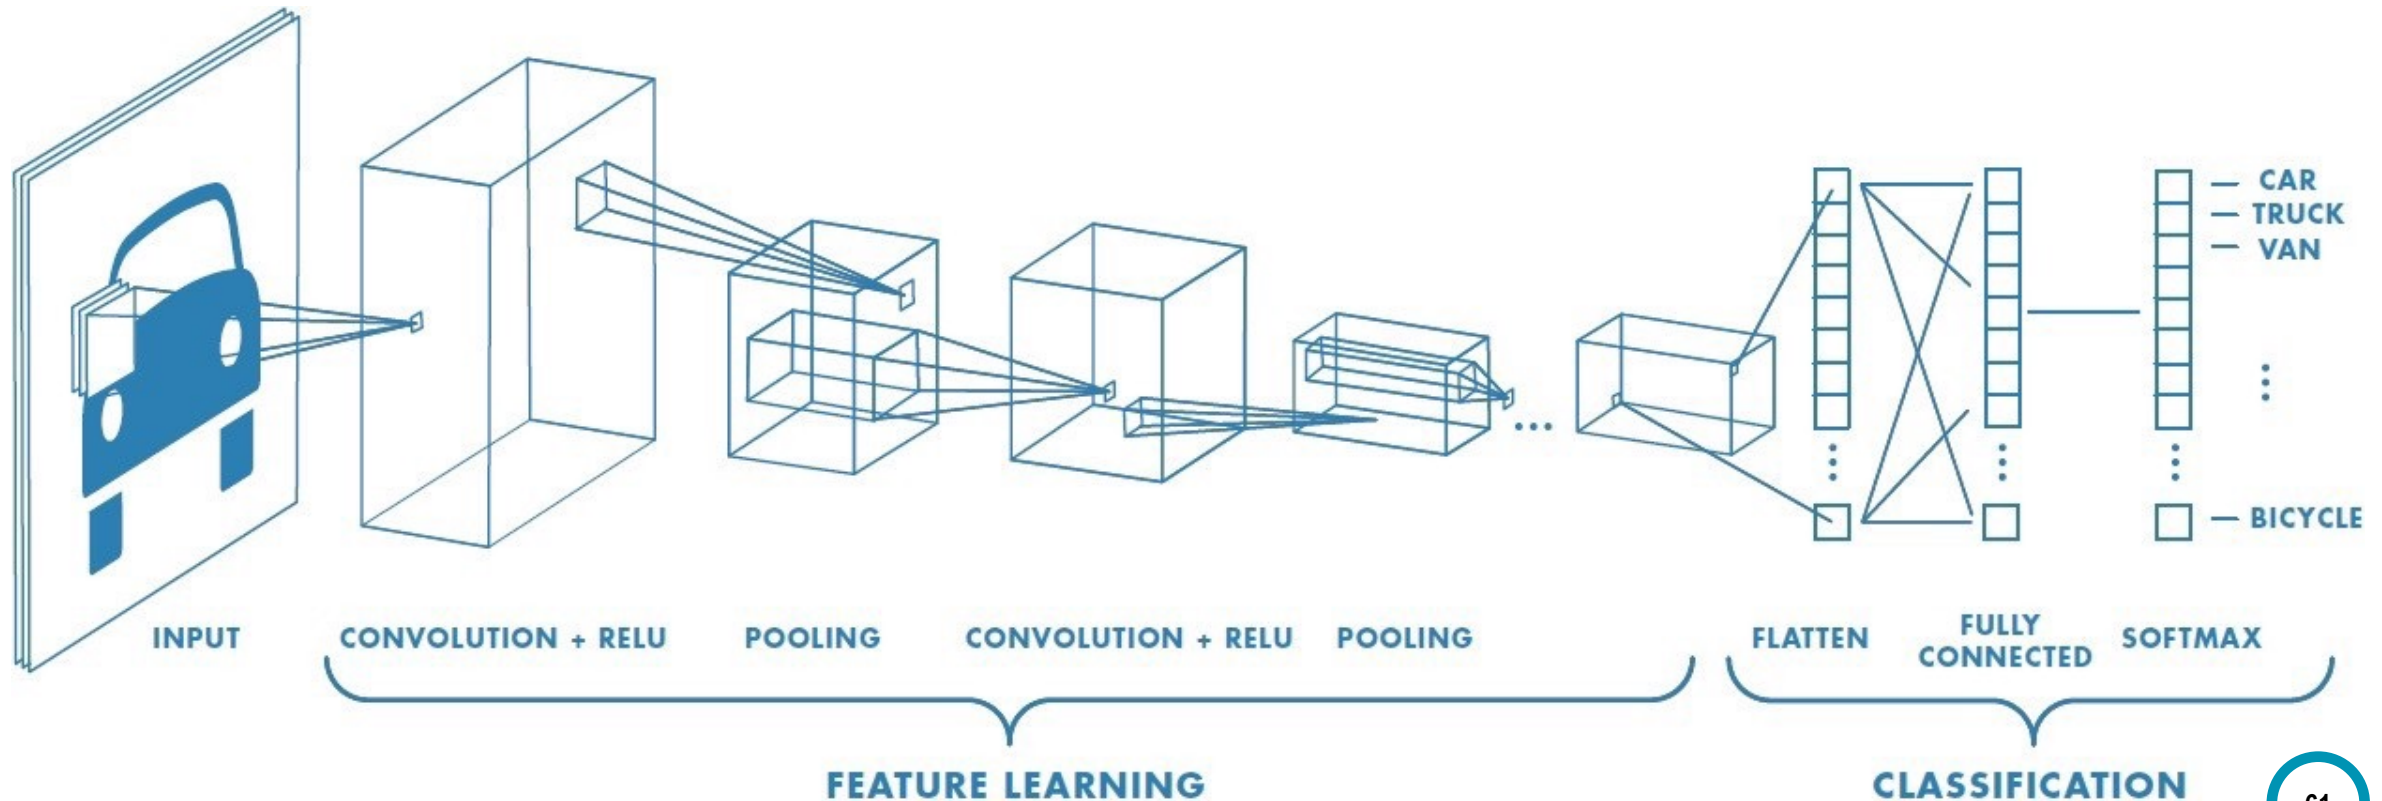 CAR
TRUCK
VAN
BICYCLE
INPUT
CONVOLUTION + RELU
POOLING
CONVOLUTION + RELU
POOLING
FLATTEN
FULLY
CONNECTED
SOFTMAX
FEATURE LEARNING
CLASSIFICATION